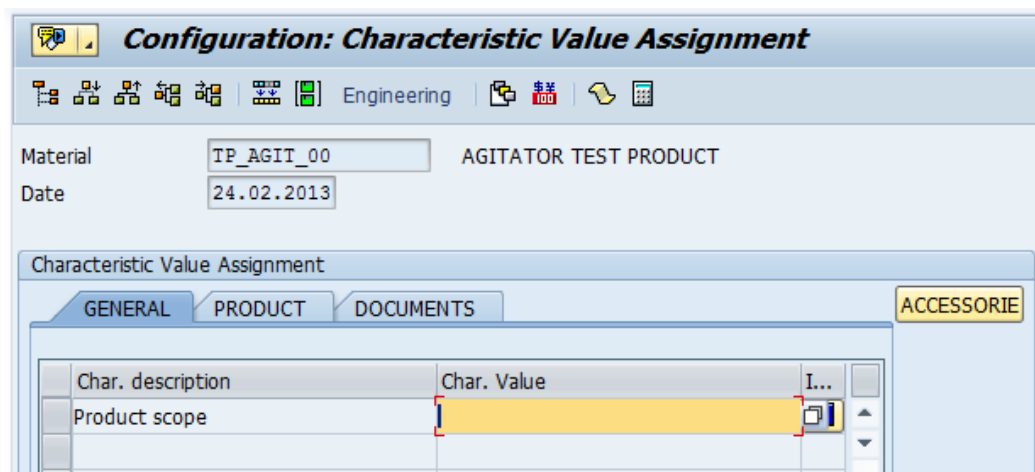 Configuration: Characteristic Value Assignment
Engineering
Material TP_AGIT_00 AGITATOR TEST PRODUCT
Date 24.02.2013
Characteristic Value Assignment
GENERAL PRODUCT DOCUMENTS ACCESSORIE
Char. description Char. Value I...
Product scope